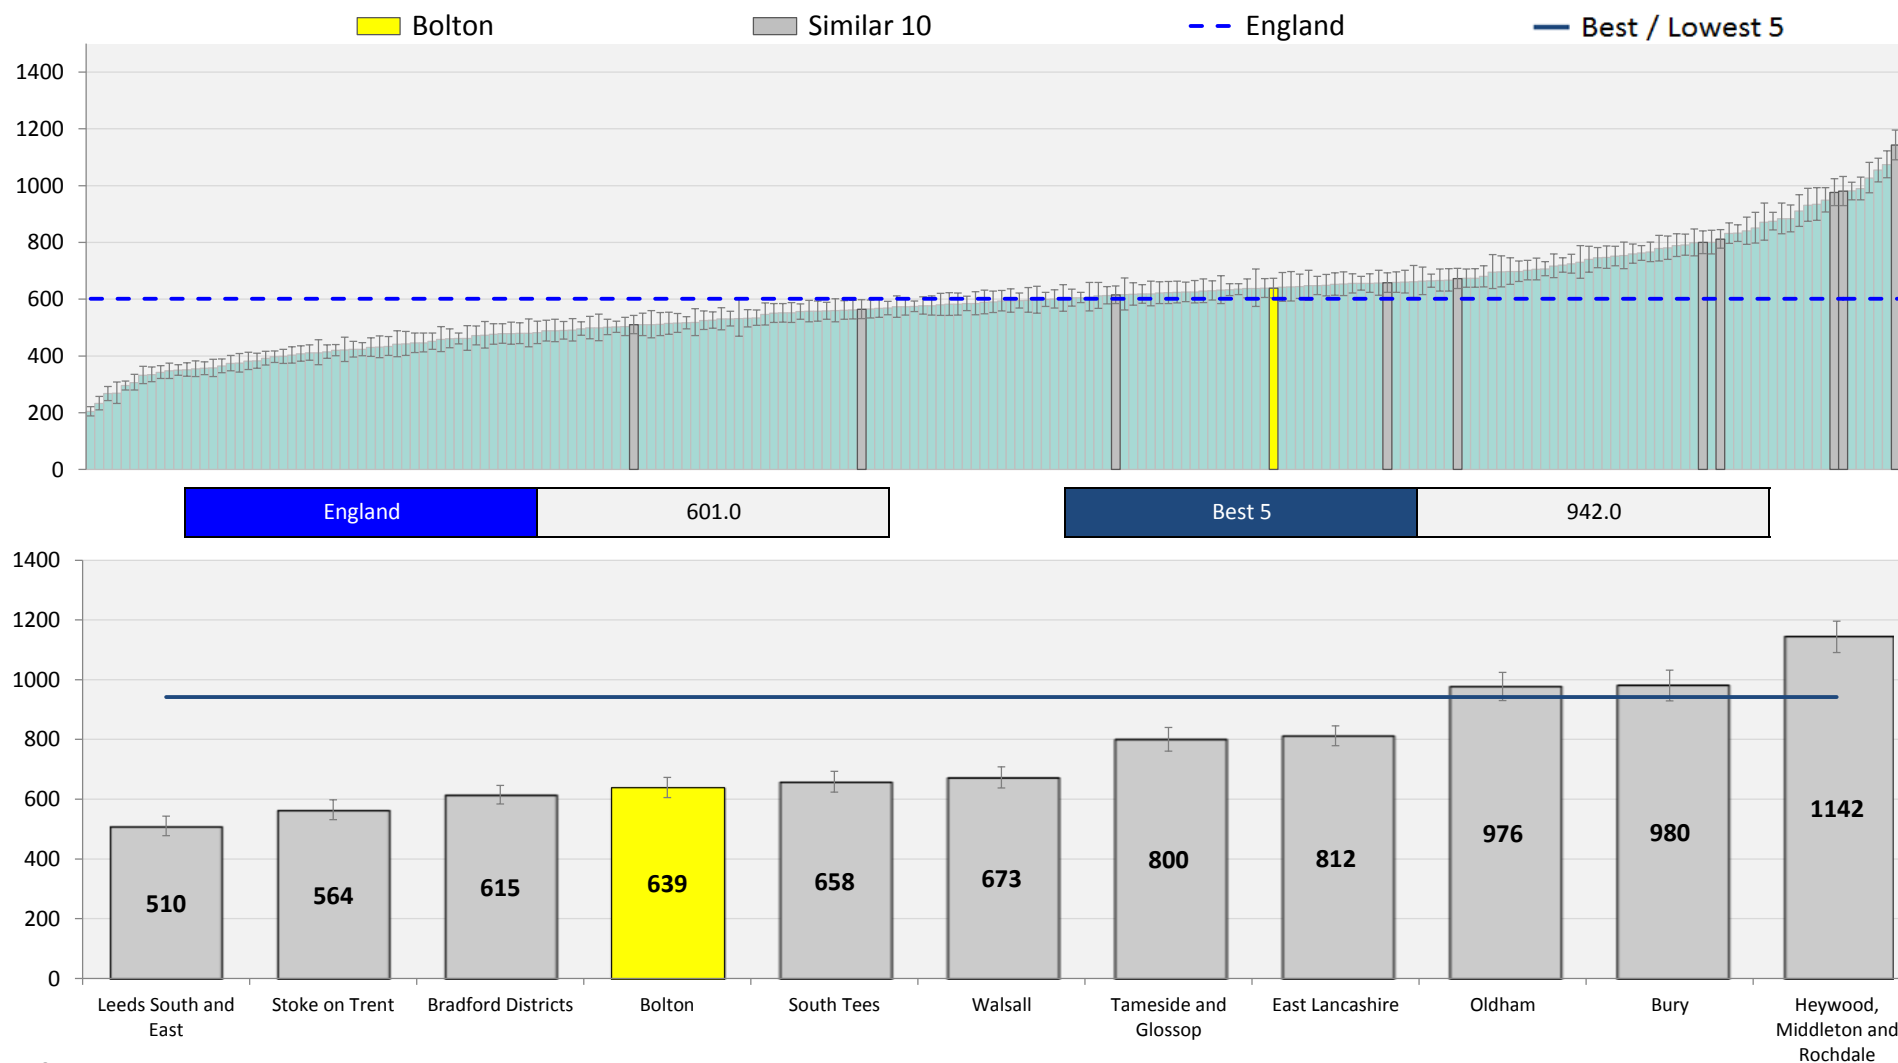 Bolton Similar 10 England Best / Lowest 5
1400
1200
1000
800
600
400
200
0
England 601.0 Best 5 942.0
1400
1200
1000
800
600
400
200
0
510 564 615 639 658 673 800 812 976 980 1142
Leeds South and East
Stoke on Trent
Bradford Districts
Bolton
South Tees
Walsall
Tameside and
Glossop
East Lancashire
Oldham
Bury
Heywood,
Middleton and
Rochdale